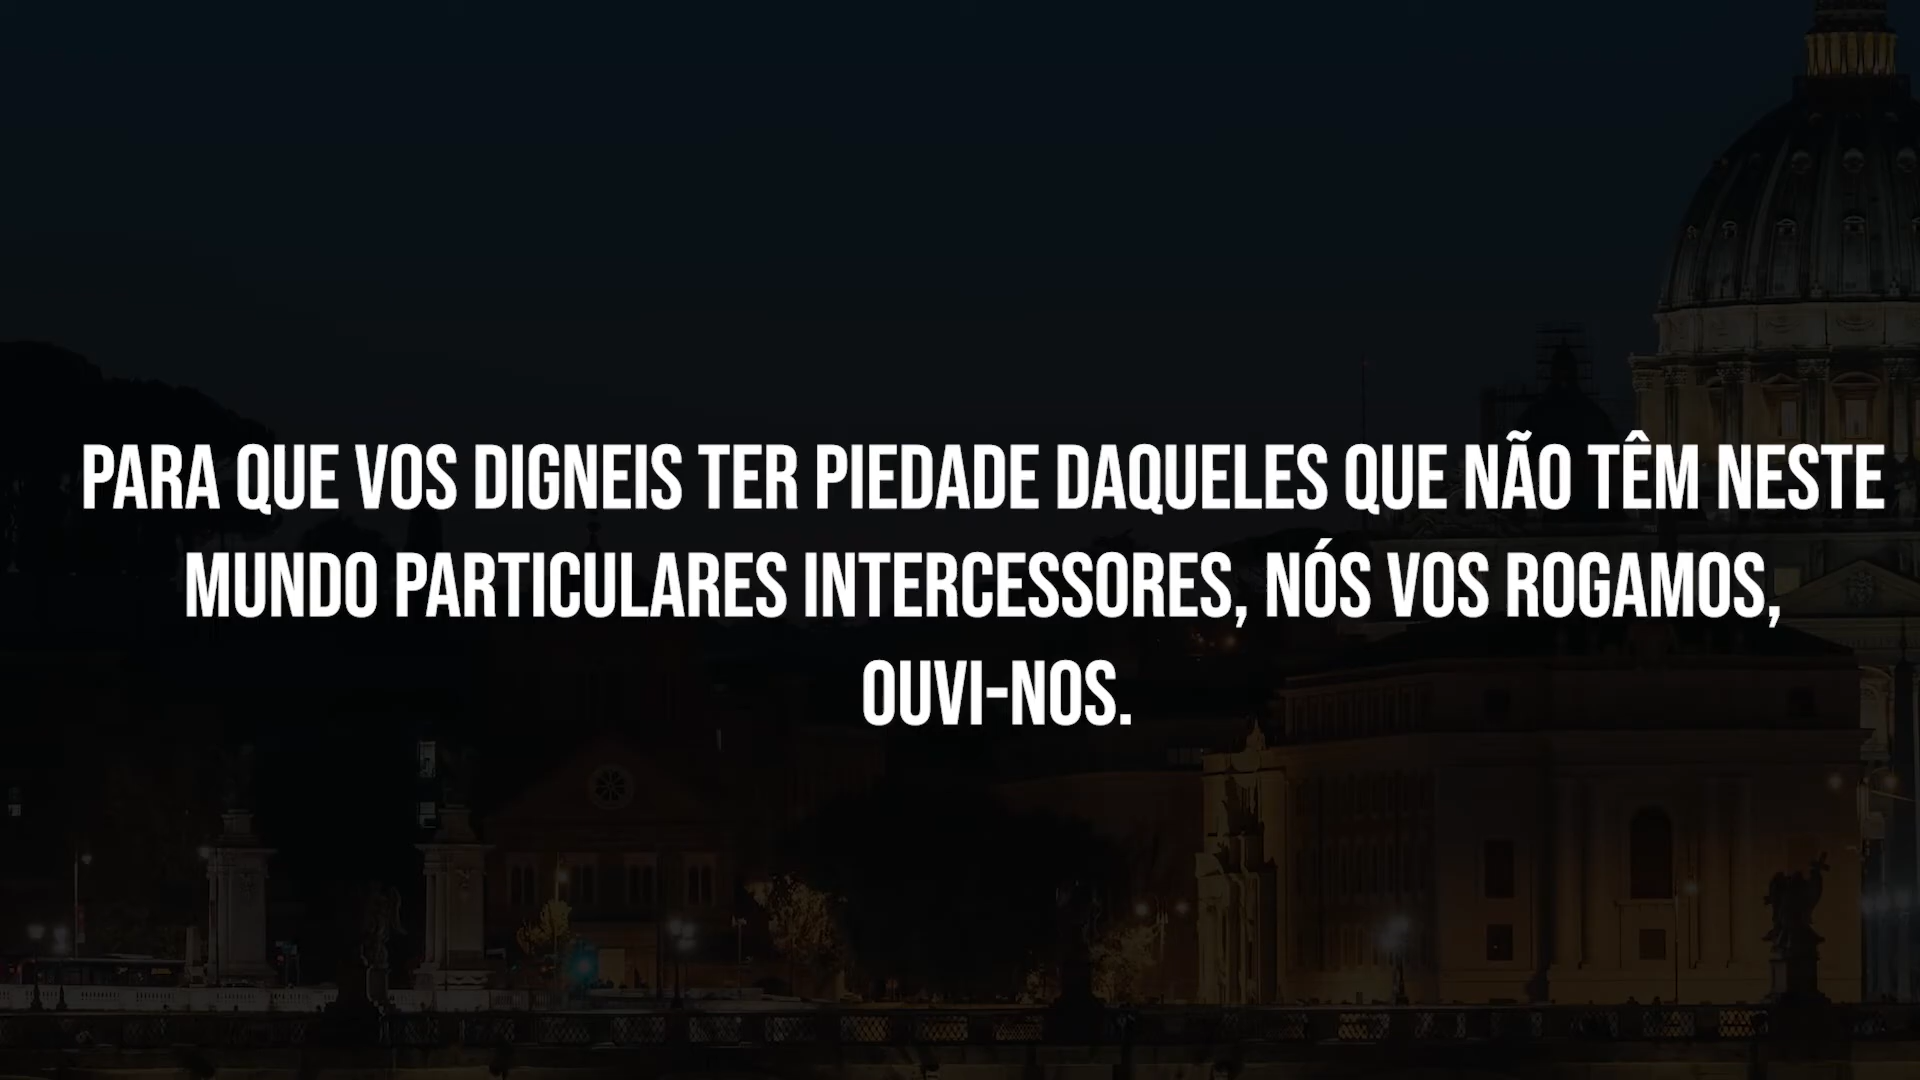 PARA QUE VOS DIGNEIS TER PIEDADE DAQUELES QUE NÃO TÊM NESTE
MUNDO PARTICULARES INTERCESSORES, NÓS VOS ROGAMOS,
OUVI-NOS.